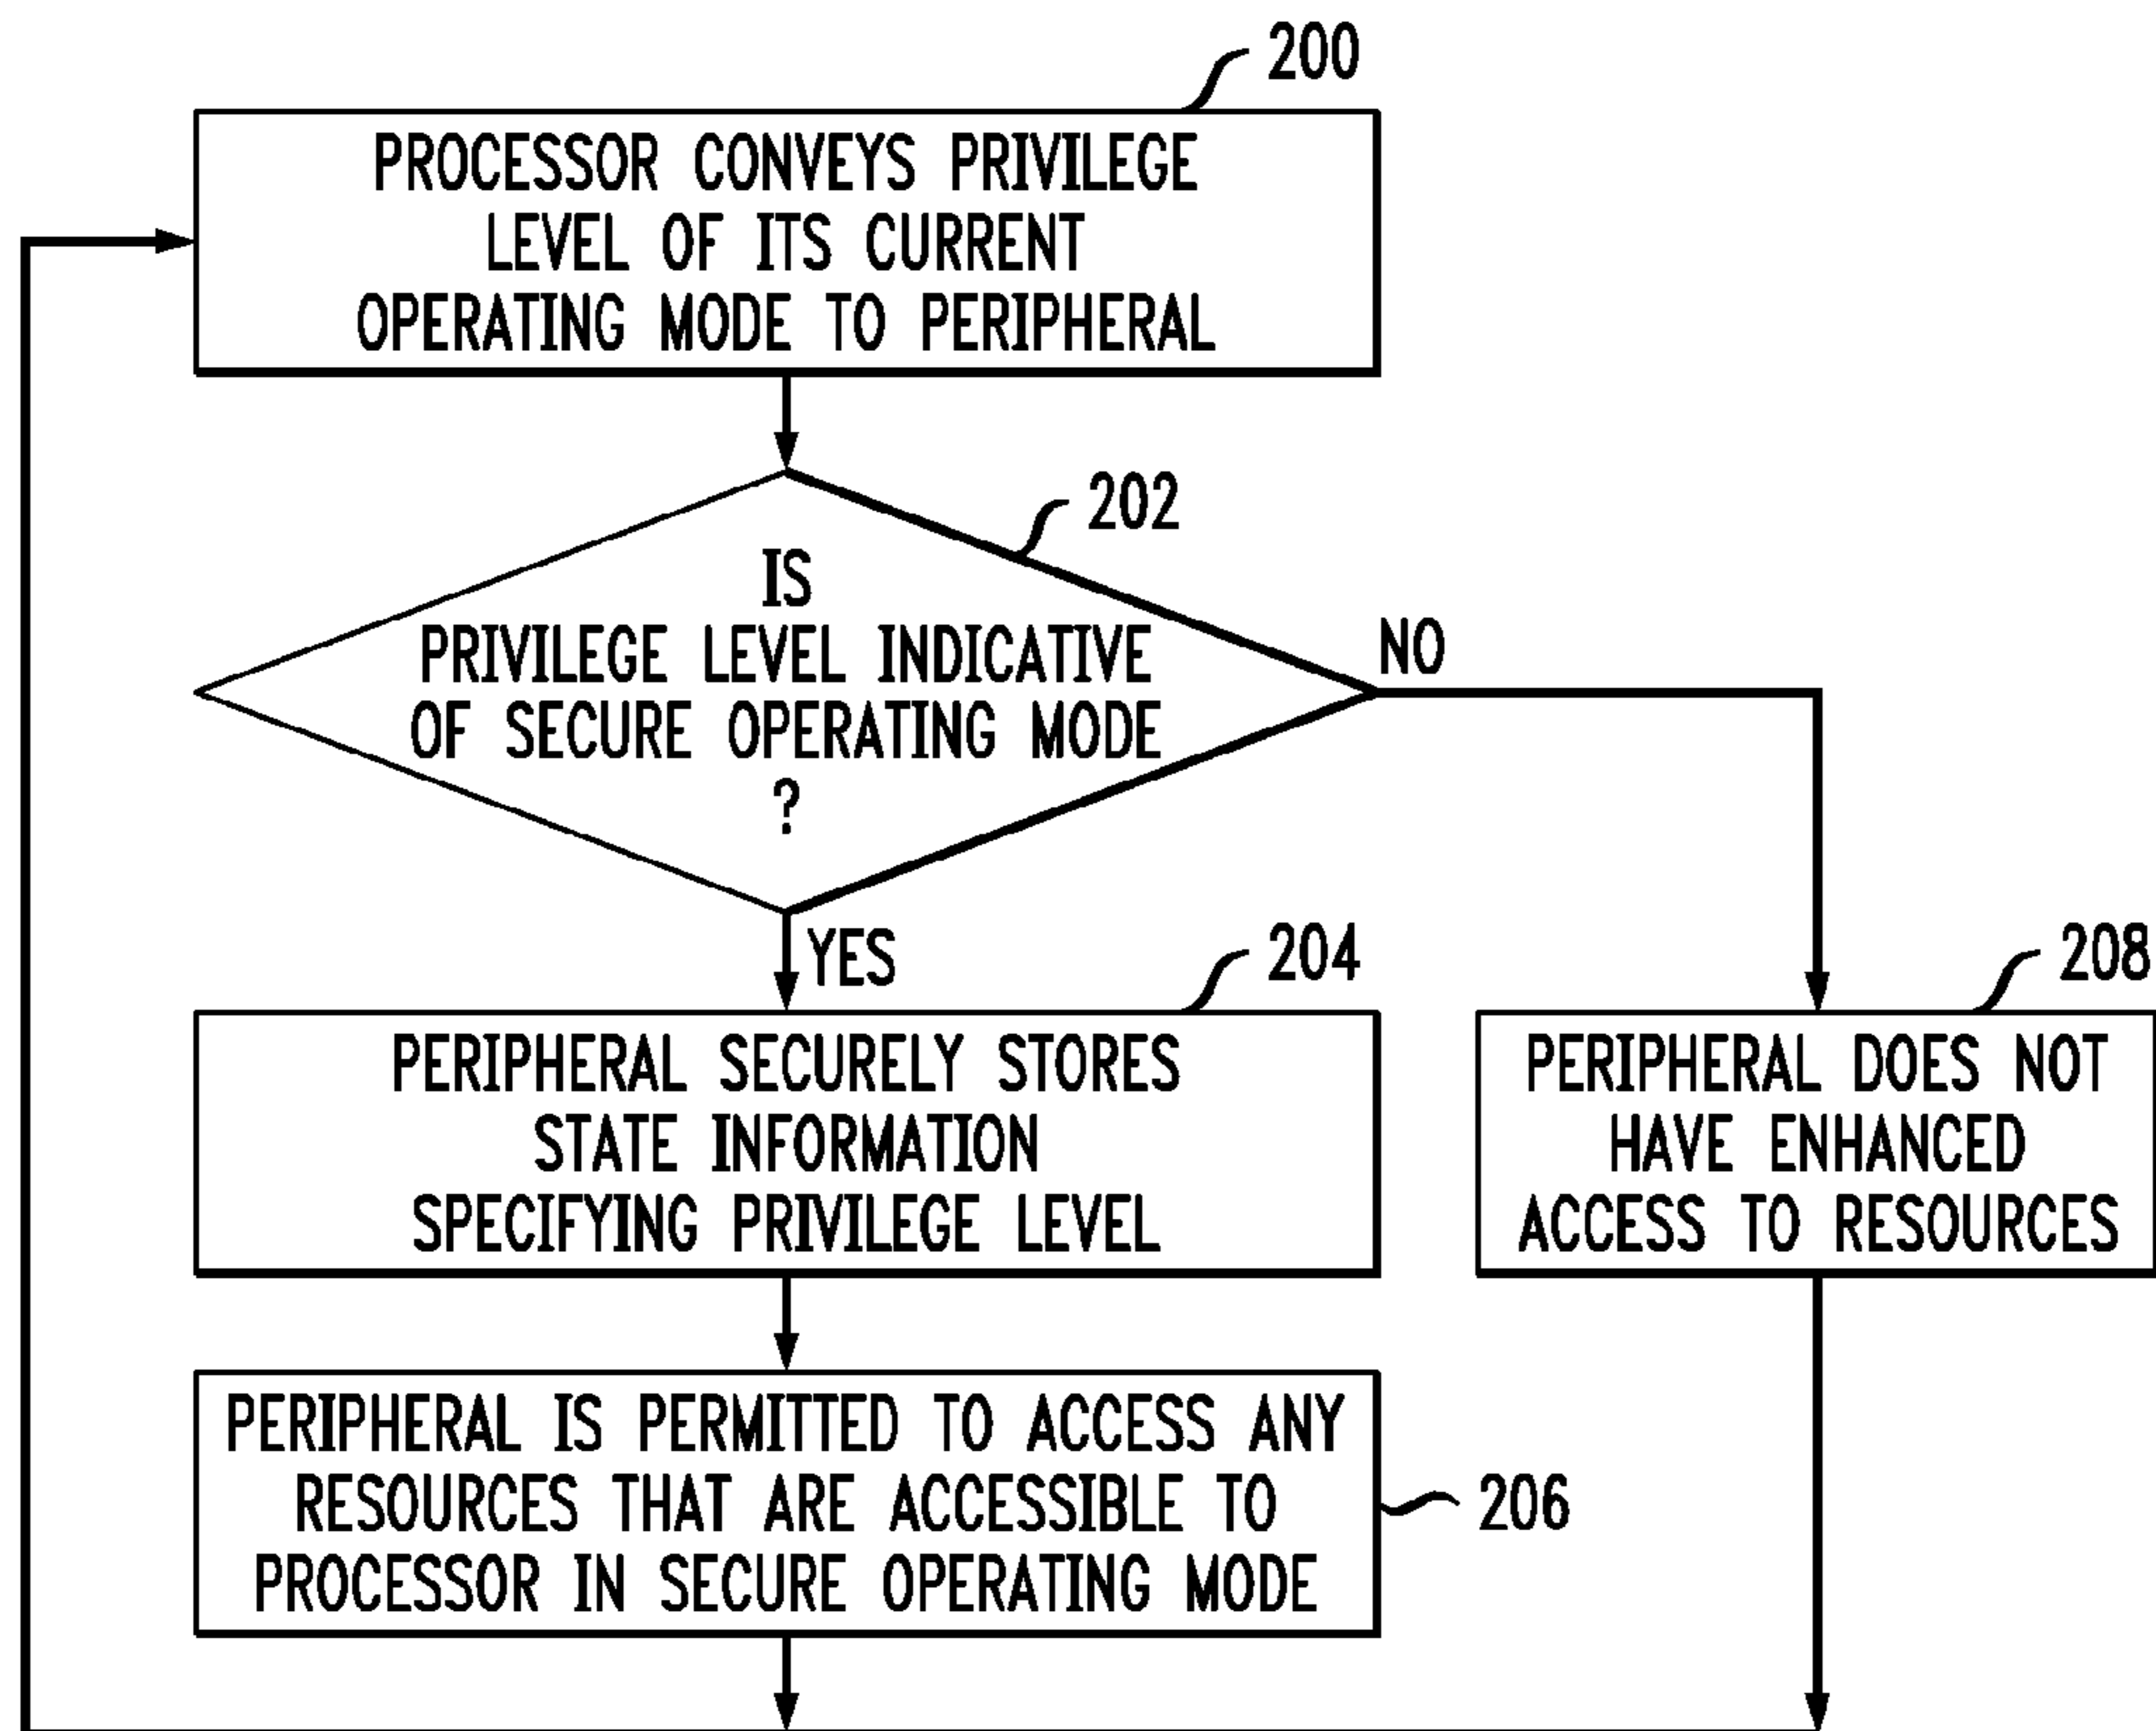 200
PROCESSOR CONVEYS PRIVILEGE
LEVEL OF ITS CURRENT
OPERATING MODE TO PERIPHERAL
202
IS
PRIVILEGE LEVEL INDICATIVE
OF SECURE OPERATING MODE
?
NO
YES
204
PERIPHERAL SECURELY STORES
STATE INFORMATION
SPECIFYING PRIVILEGE LEVEL
208
PERIPHERAL DOES NOT
HAVE ENHANCED
ACCESS TO RESOURCES
PERIPHERAL IS PERMITTED TO ACCESS ANY
RESOURCES THAT ARE ACCESSIBLE TO
PROCESSOR IN SECURE OPERATING MODE
206